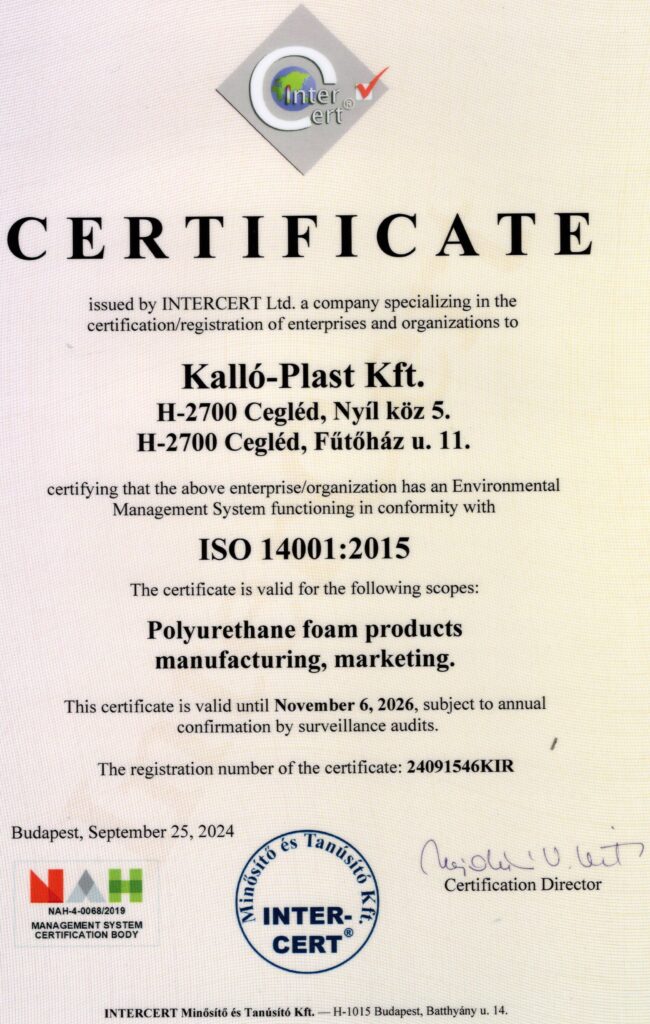 Inter
Cert®
CERTIFICATE
issued by INTERCERT Ltd. a company specializing in the
certification/registration of enterprises and organizations to
Kalló-Plast Kft.
H-2700 Cegléd, Nyíl köz 5.
H-2700 Cegléd, Fűtőház u. 11.
certifying that the above enterprise/organization has an Environmental
Management System functioning in conformity with
ISO 14001:2015
The certificate is valid for the following scopes:
Polyurethane foam products
manufacturing, marketing.
This certificate is valid until November 6, 2026, subject to annual
confirmation by surveillance audits.
The registration number of the certificate: 24091546KIR
Budapest, September 25, 2024
NAH
NAH-4-0068/2019
MANAGEMENT SYSTEM
CERTIFICATION BODY
Minősítő és Tanúsító Kft.
INTER-
CERT®
Certification Director
INTERCERT Minősítő és Tanúsító Kft. — H-1015 Budapest, Batthyány u. 14.